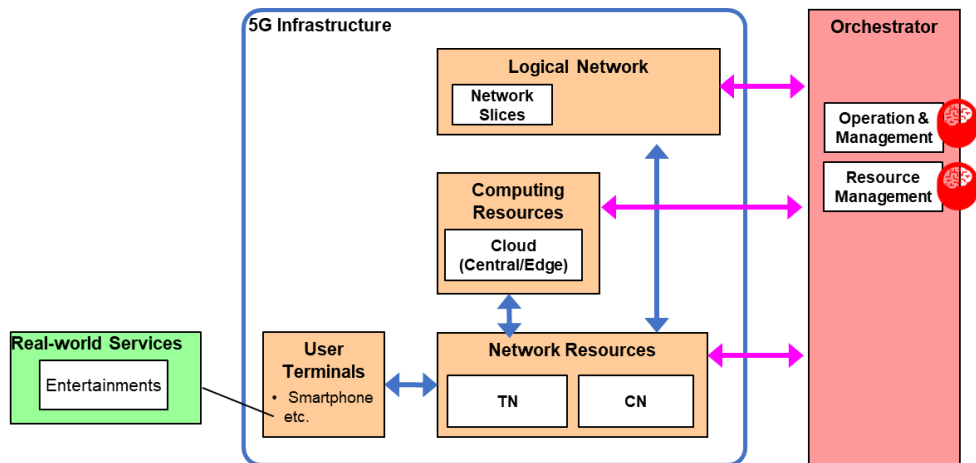 5G Infrastructure
Orchestrator
Logical Network
Network
Slices
Operation &
Management
Resource
Management
Computing
Resources
Cloud
(Central/Edge)
Real-world Services
Entertainments
User
Terminals
• Smartphone
etc.
Network Resources
TN
CN